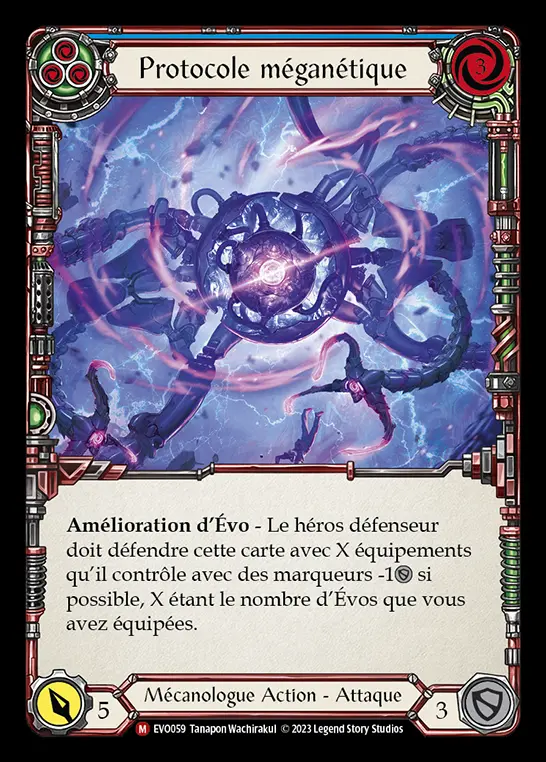 Protocole méganétique
3
Amélioration d'Évo - Le héros défenseur
doit défendre cette carte avec X équipements
qu'il contrôle avec des marqueurs -1 si
possible, X étant le nombre d'Évos que vous
avez équipées.
5
Mécanologue Action - Attaque
3
M EVO059 Tanapon Wachirakul © 2023 Legend Story Studios